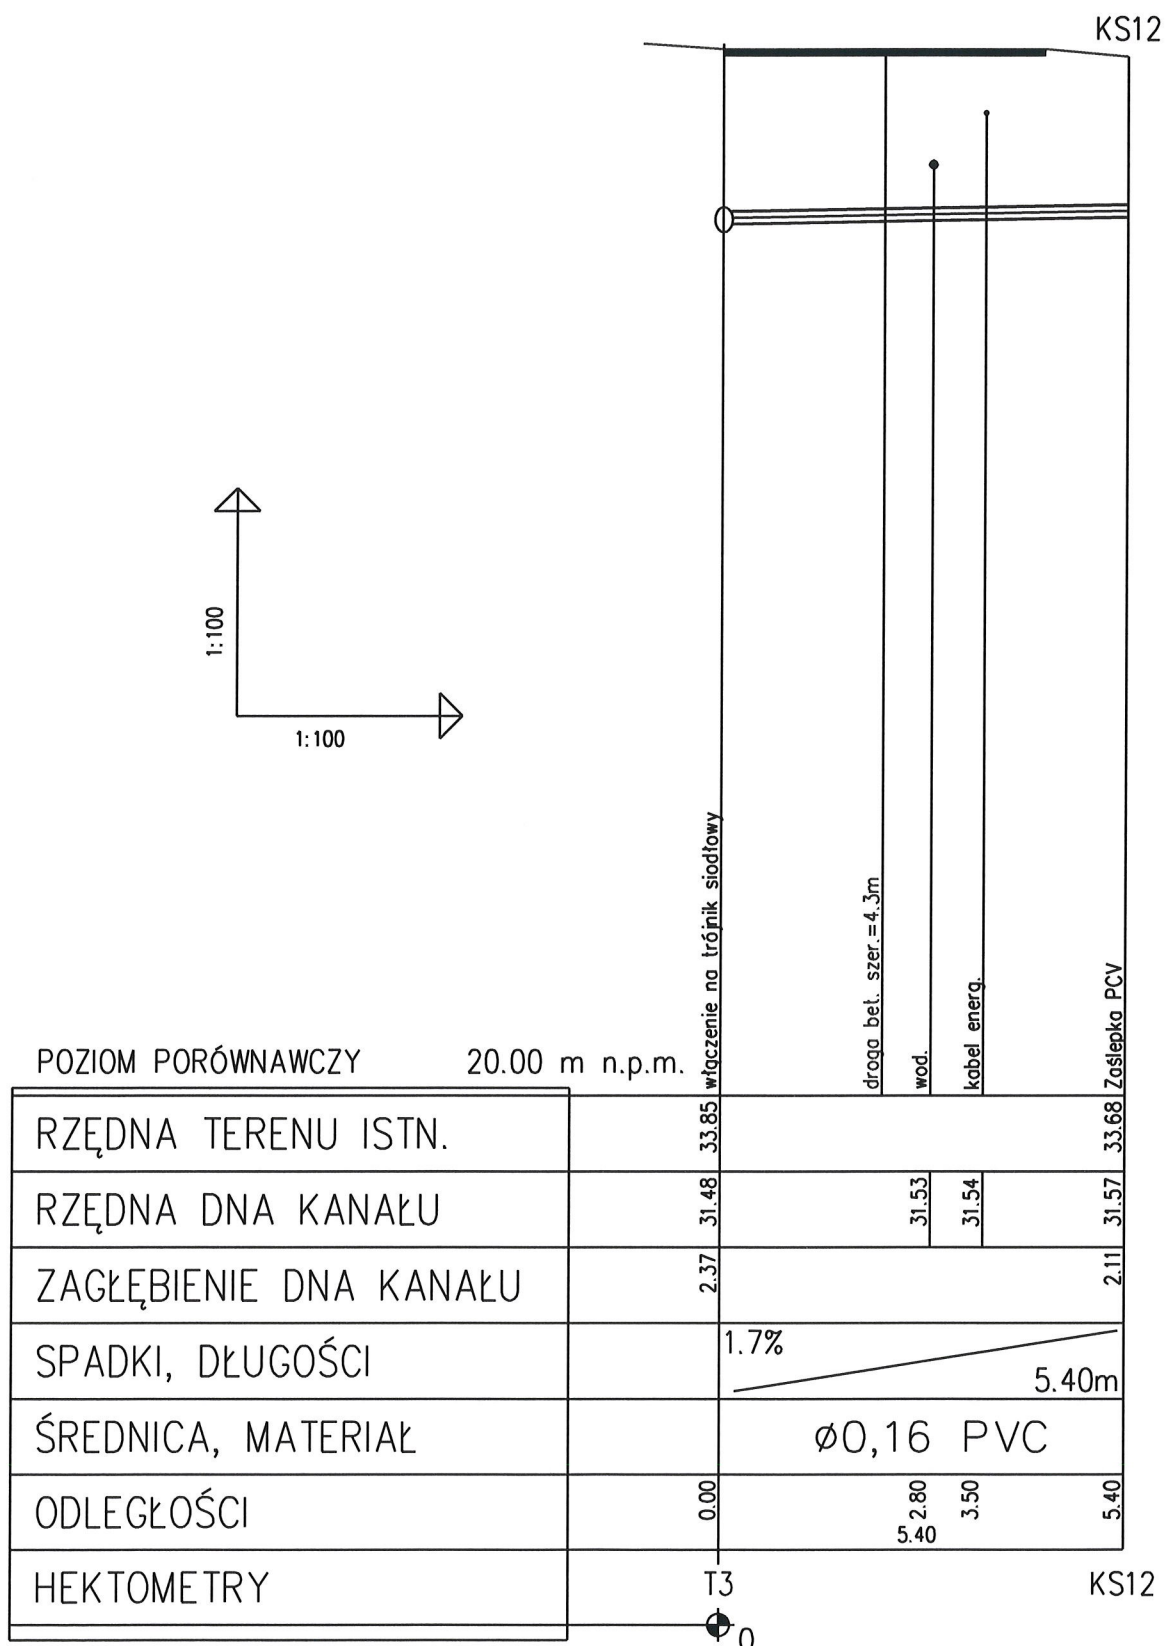 KS12
1:100
1:100
włączenie na trójnik siodłowy
droga bet. szer.=4.3m
wod.
kabel energ.
Zaślepka PCV
POZIOM PORÓWNAWCZY 20.00 m n.p.m.
RZĘDNA TERENU ISTN. 33.85 33.68
RZĘDNA DNA KANAŁU 31.48 31.53 31.54 31.57
ZAGŁĘBIENIE DNA KANAŁU 2.37 2.11
SPADKI, DŁUGOŚCI 1.7% 5.40m
ŚREDNICA, MATERIAŁ ø0,16 PVC
ODLEGŁOŚCI 0.00 2.80 3.50 5.40
5.40
HEKTOMETRY T3 KS12
0